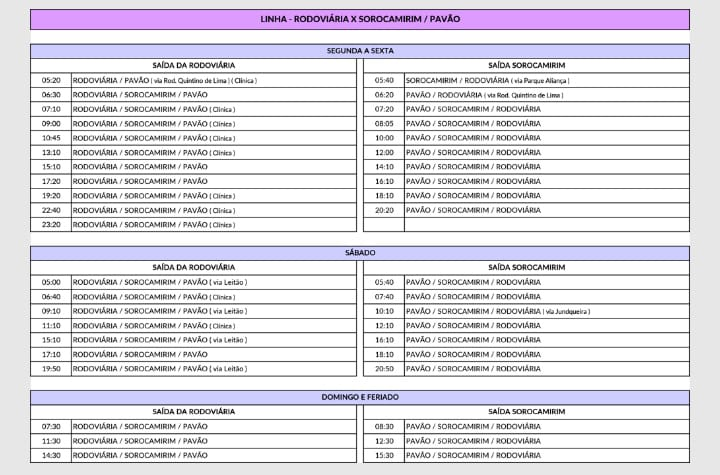 LINHA - RODOVIÁRIA X SOROCAMIRIM / PAVÃO
SEGUNDA A SEXTA
SAÍDA DA RODOVIÁRIA SAÍDA SOROCAMIRIM
05:20 RODOVIÁRIA / PAVÃO ( via Rod. Quintino de Lima ) ( Clínica ) 05:40 SOROCAMIRIM / RODOVIÁRIA ( via Parque Aliança )
06:30 RODOVIÁRIA / SOROCAMIRIM / PAVÃO 06:20 PAVÃO / RODOVIÁRIA ( via Rod. Quintino de Lima )
07:10 RODOVIÁRIA / SOROCAMIRIM / PAVÃO ( Clínica ) 07:20 PAVÃO / SOROCAMIRIM / RODOVIÁRIA
09:00 RODOVIÁRIA / SOROCAMIRIM / PAVÃO ( Clínica ) 08:05 PAVÃO / SOROCAMIRIM / RODOVIÁRIA
10:45 RODOVIÁRIA / SOROCAMIRIM / PAVÃO ( Clínica ) 10:00 PAVÃO / SOROCAMIRIM / RODOVIÁRIA
13:10 RODOVIÁRIA / SOROCAMIRIM / PAVÃO ( Clínica ) 12:00 PAVÃO / SOROCAMIRIM / RODOVIÁRIA
15:10 RODOVIÁRIA / SOROCAMIRIM / PAVÃO 14:10 PAVÃO / SOROCAMIRIM / RODOVIÁRIA
17:20 RODOVIÁRIA / SOROCAMIRIM / PAVÃO 16:10 PAVÃO / SOROCAMIRIM / RODOVIÁRIA
19:20 RODOVIÁRIA / SOROCAMIRIM / PAVÃO ( Clínica ) 18:10 PAVÃO / SOROCAMIRIM / RODOVIÁRIA
22:40 RODOVIÁRIA / SOROCAMIRIM / PAVÃO ( Clínica ) 20:20 PAVÃO / SOROCAMIRIM / RODOVIÁRIA
23:20 RODOVIÁRIA / SOROCAMIRIM / PAVÃO ( Clínica )
SÁBADO
SAÍDA DA RODOVIÁRIA SAÍDA SOROCAMIRIM
05:00 RODOVIÁRIA / SOROCAMIRIM / PAVÃO ( via Leitão ) 05:40 PAVÃO / SOROCAMIRIM / RODOVIÁRIA
06:40 RODOVIÁRIA / SOROCAMIRIM / PAVÃO ( Clínica ) 07:40 PAVÃO / SOROCAMIRIM / RODOVIÁRIA
09:10 RODOVIÁRIA / SOROCAMIRIM / PAVÃO ( via Leitão ) 10:10 PAVÃO / SOROCAMIRIM / RODOVIÁRIA ( via Jundqueira )
11:10 RODOVIÁRIA / SOROCAMIRIM / PAVÃO ( Clínica ) 12:10 PAVÃO / SOROCAMIRIM / RODOVIÁRIA
15:10 RODOVIÁRIA / SOROCAMIRIM / PAVÃO ( via Leitão ) 16:10 PAVÃO / SOROCAMIRIM / RODOVIÁRIA
17:10 RODOVIÁRIA / SOROCAMIRIM / PAVÃO 18:10 PAVÃO / SOROCAMIRIM / RODOVIÁRIA
19:50 RODOVIÁRIA / SOROCAMIRIM / PAVÃO ( via Leitão ) 20:50 PAVÃO / SOROCAMIRIM / RODOVIÁRIA
DOMINGO E FERIADO
SAÍDA DA RODOVIÁRIA SAÍDA SOROCAMIRIM
07:30 RODOVIÁRIA / SOROCAMIRIM / PAVÃO 08:30 PAVÃO / SOROCAMIRIM / RODOVIÁRIA
11:30 RODOVIÁRIA / SOROCAMIRIM / PAVÃO 12:30 PAVÃO / SOROCAMIRIM / RODOVIÁRIA
14:30 RODOVIÁRIA / SOROCAMIRIM / PAVÃO 15:30 PAVÃO / SOROCAMIRIM / RODOVIÁRIA